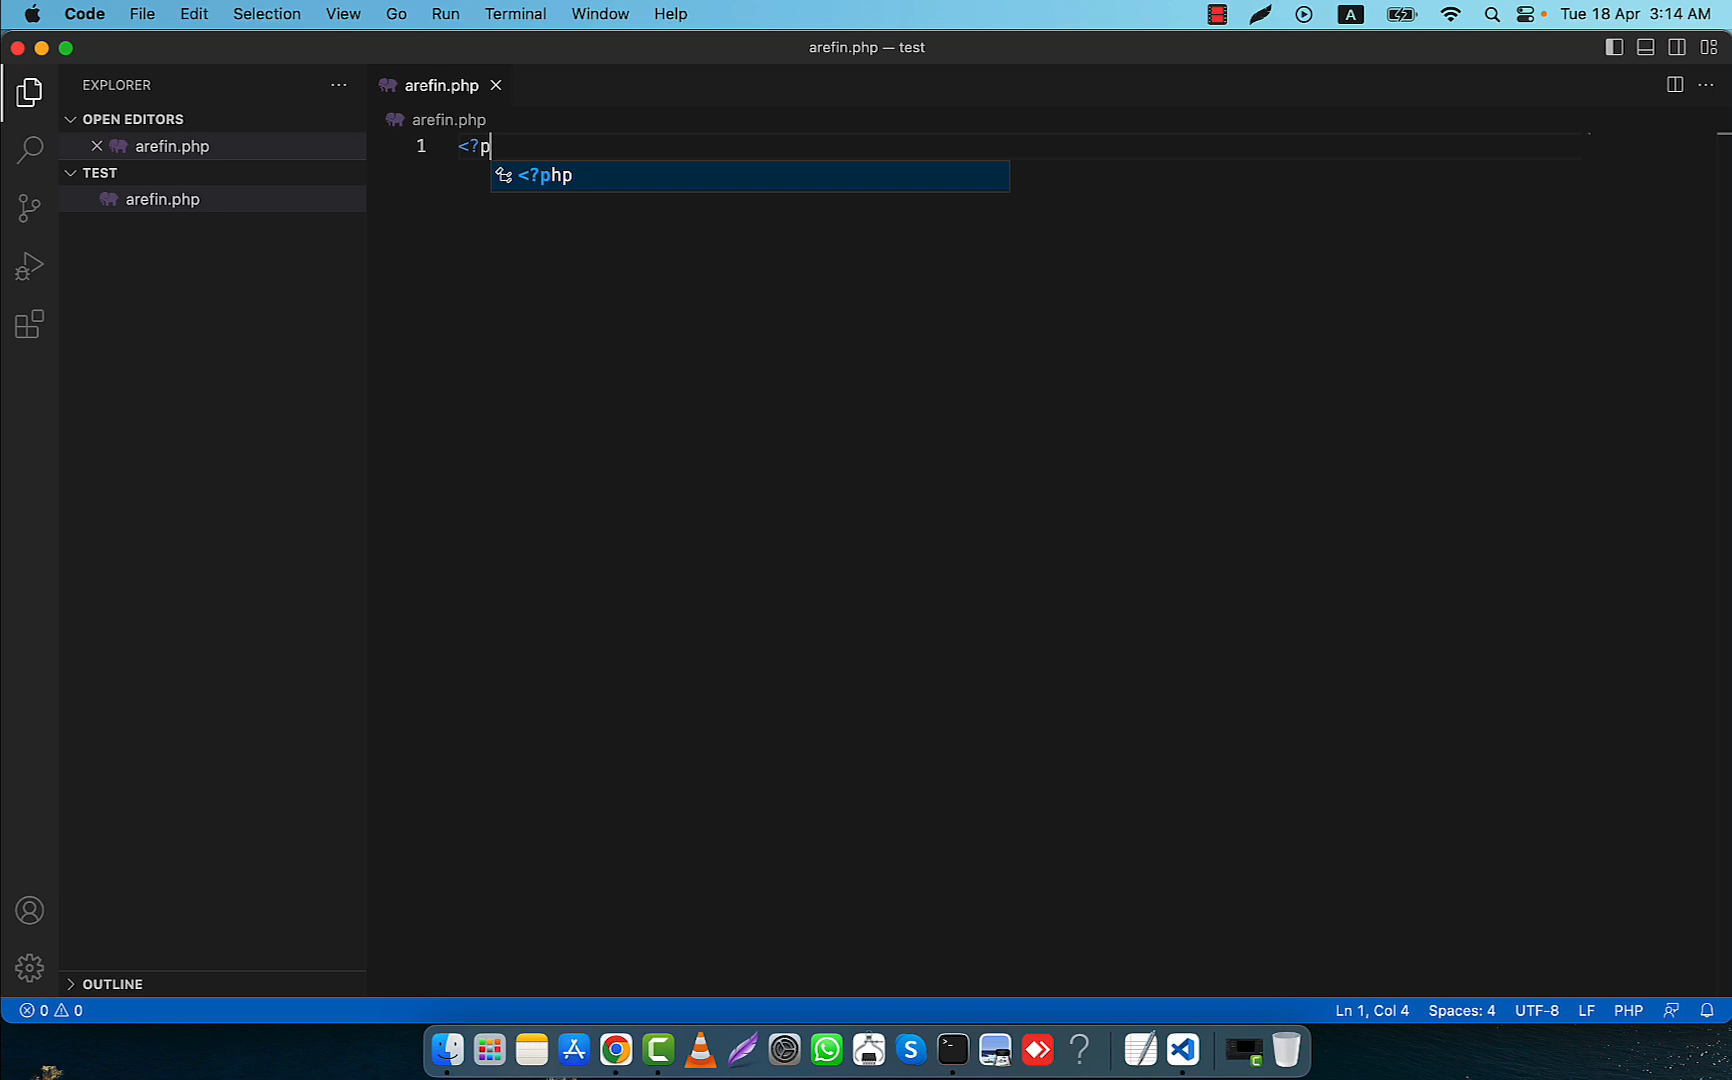 Code File Edit Selection View Go Run Terminal Window Help A Tue 18 Apr 3:14 AM
arefin.php — test
EXPLORER
arefin.php
OPEN EDITORS
arefin.php
arefin.php
1 <?p
TEST
<?php
arefin.php
OUTLINE
0 0 Ln 1, Col 4 Spaces: 4 UTF-8 LF PHP